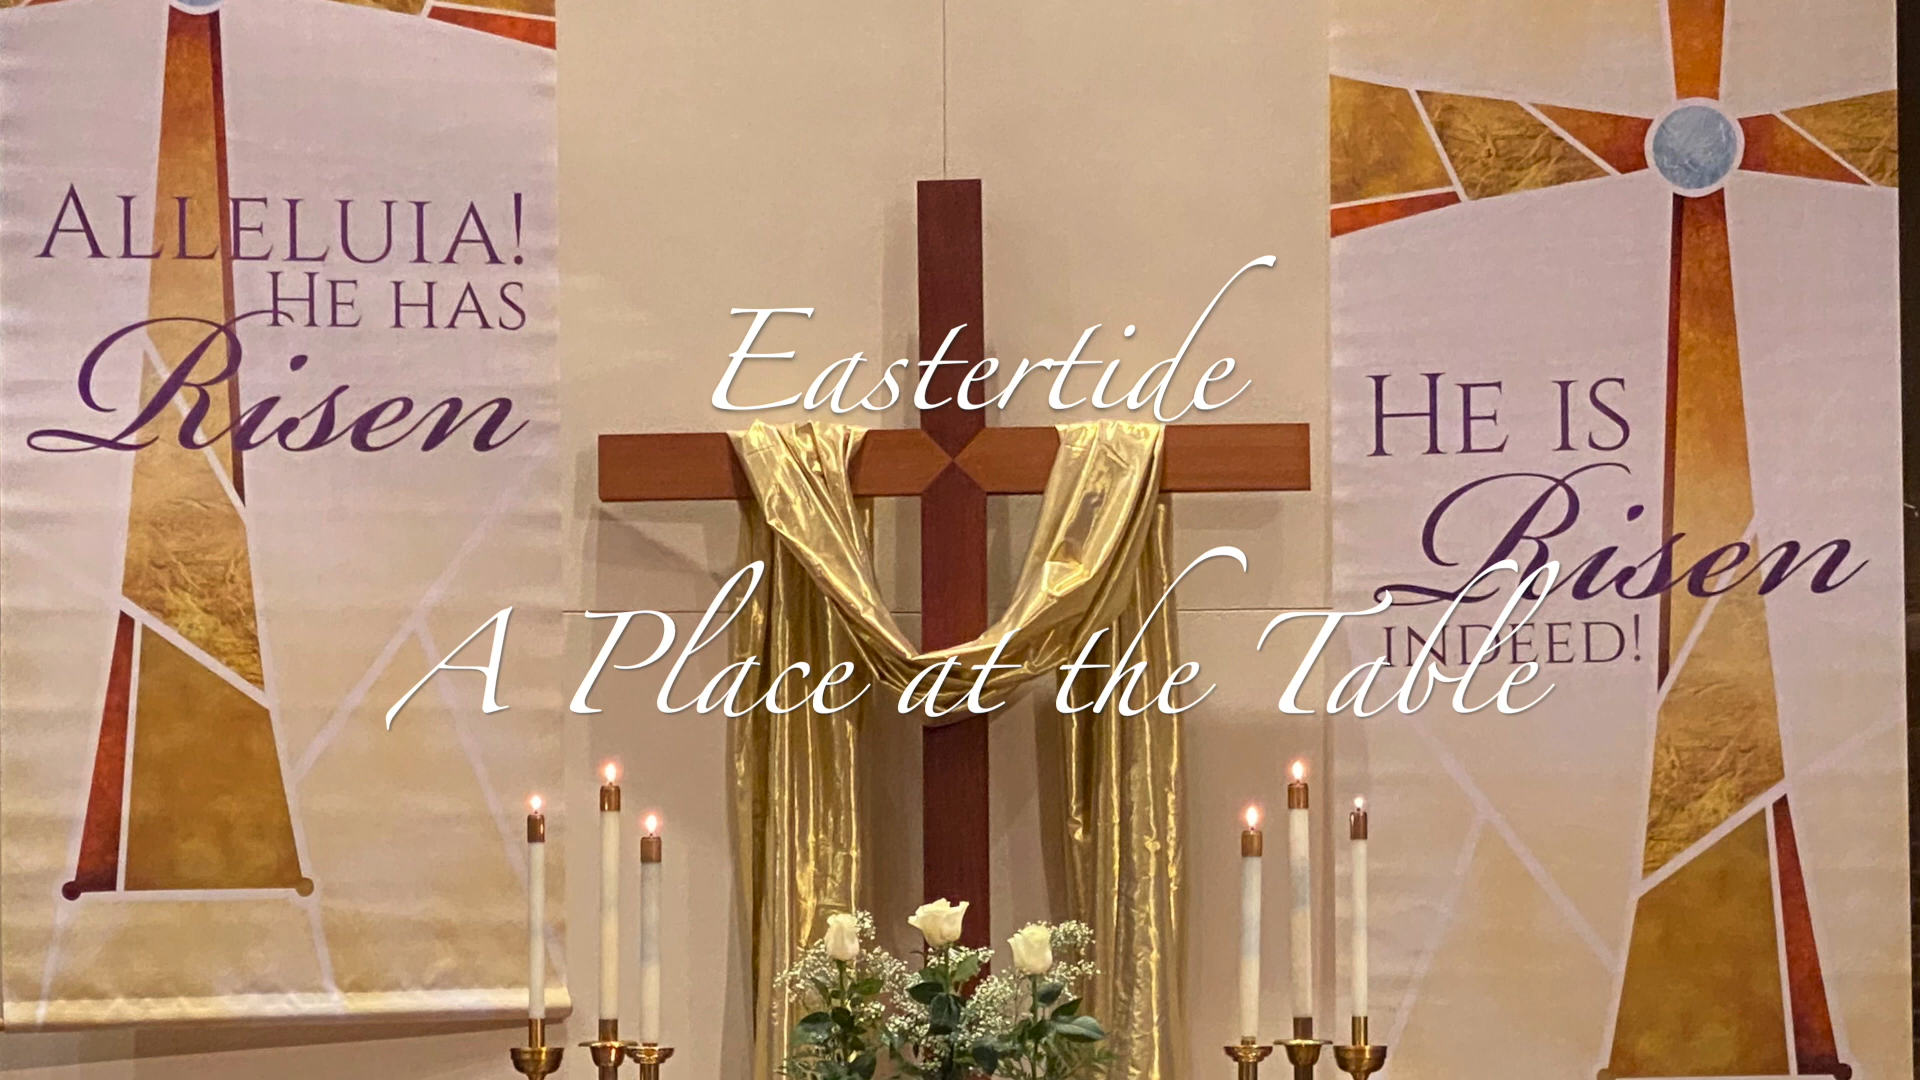 ALLELUIA!
HE HAS
Risen
Eastertide
A Place at the Table
HE IS
Risen
INDEED!